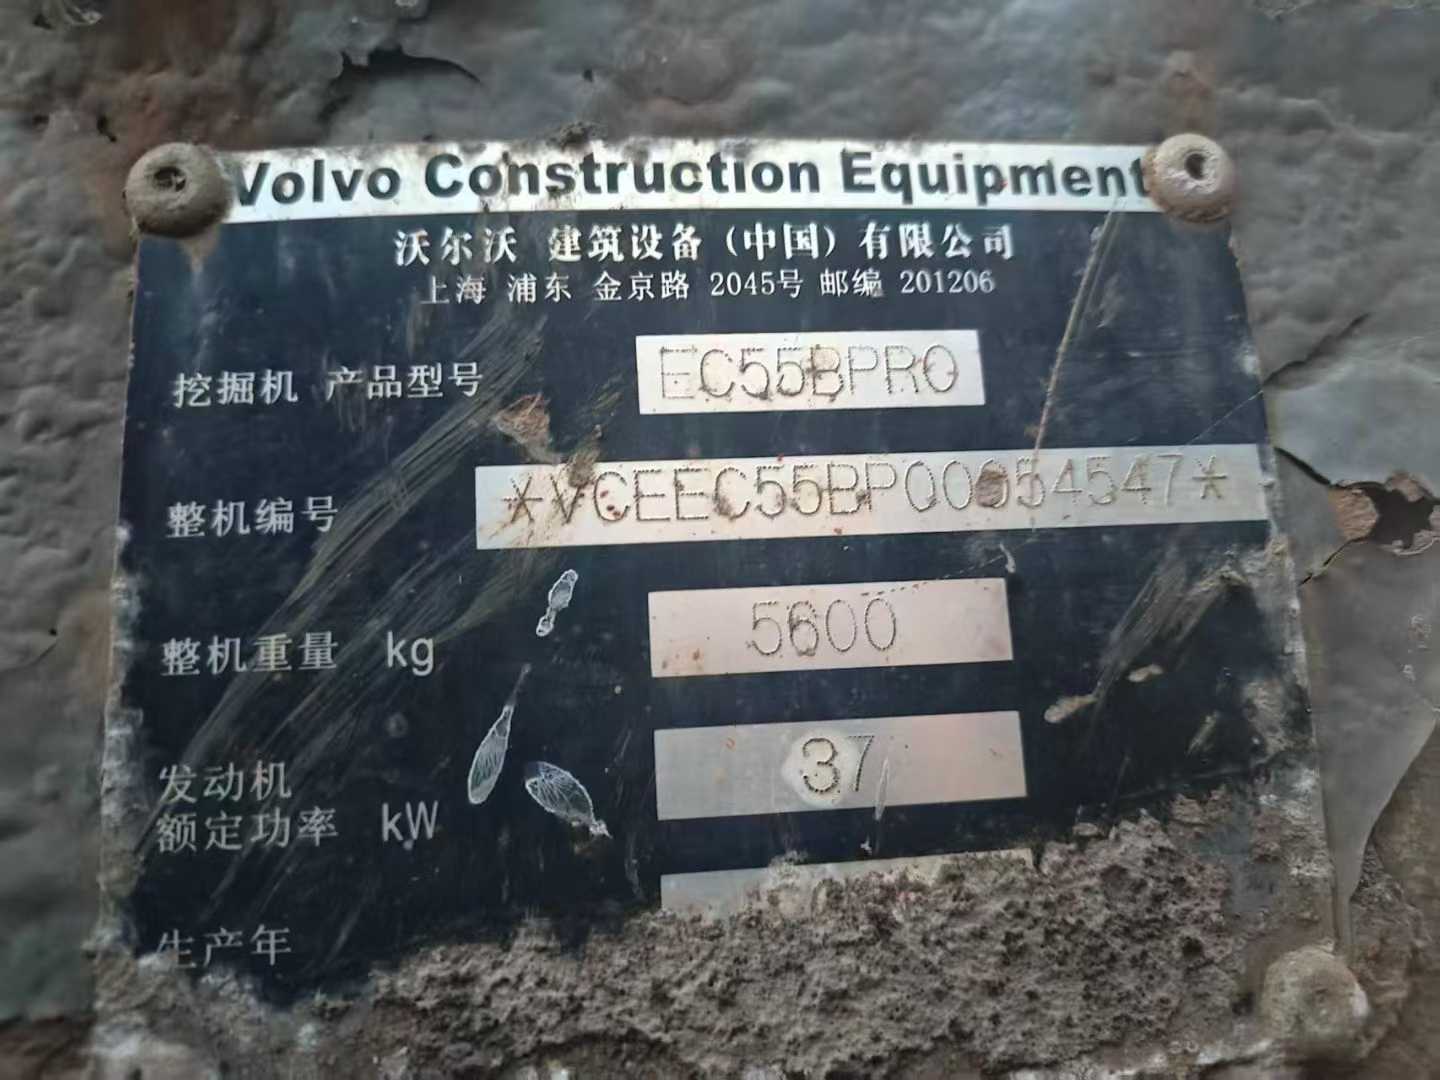 Volvo Construction Equipment
沃尔沃 建筑设备（中国）有限公司
上海 浦东 金京路 2045号 邮编 201206
挖掘机 产品型号 EC55BPRO
整机编号 *VCEEC55BP00054547*
整机重量 kg 5600
发动机
额定功率 kW 37
生产年